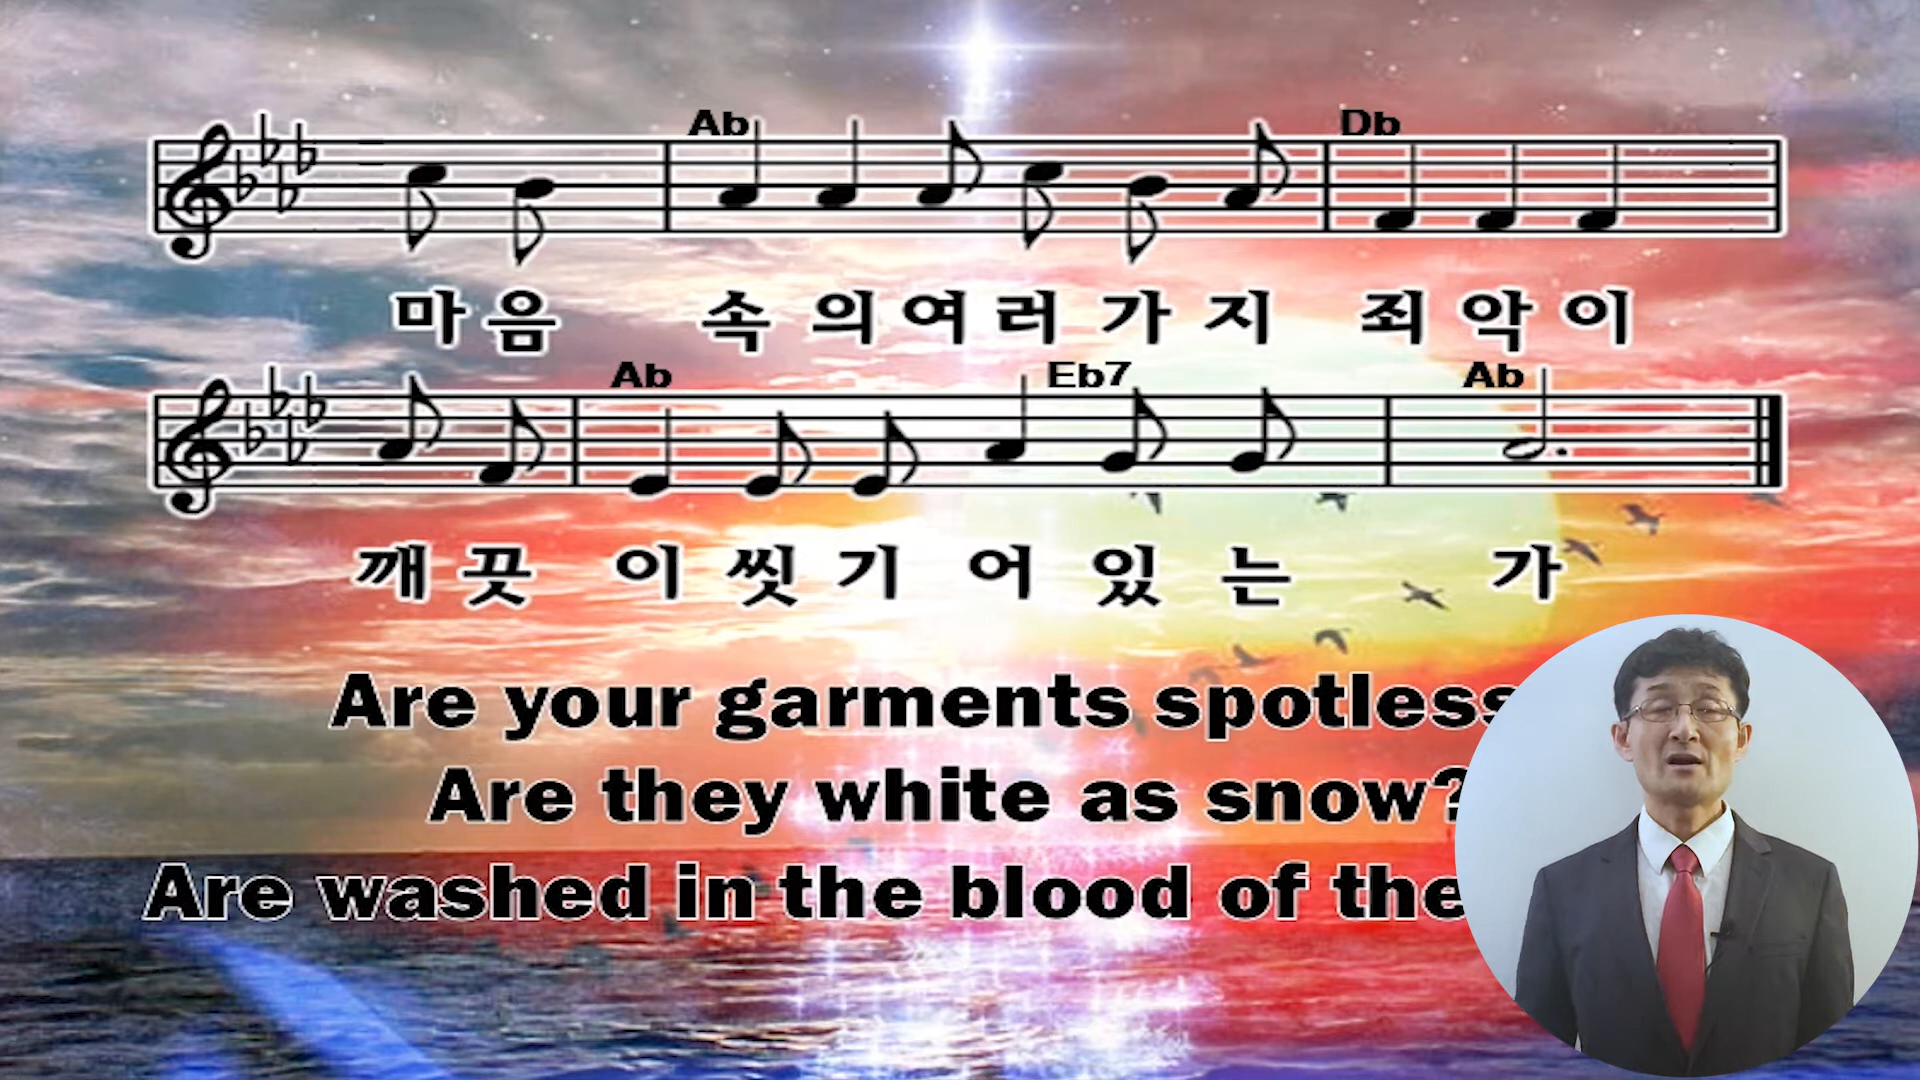 Ab Db
마음 속의여러가지 죄악이
Ab Eb7 Ab
깨끗 이씻기 어있는 가
Are your garments spotless
Are they white as snow?
Are washed in the blood of the